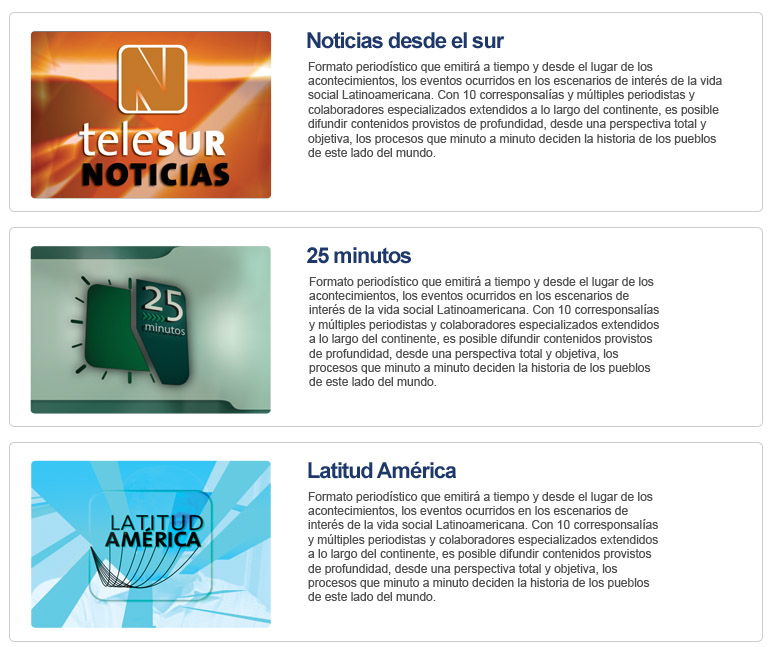 N
teleSUR
NOTICIAS
Noticias desde el sur
Formato periodístico que emitirá a tiempo y desde el lugar de los
acontecimientos, los eventos ocurridos en los escenarios de interés de la vida
social Latinoamericana. Con 10 corresponsalías y múltiples periodistas y
colaboradores especializados extendidos a lo largo del continente, es posible
difundir contenidos provistos de profundidad, desde una perspectiva total y
objetiva, los procesos que minuto a minuto deciden la historia de los pueblos
de este lado del mundo.
25
minutos
25 minutos
Formato periodístico que emitirá a tiempo y desde el lugar de los
acontecimientos, los eventos ocurridos en los escenarios de
interés de la vida social Latinoamericana. Con 10 corresponsalías
y múltiples periodistas y colaboradores especializados extendidos
a lo largo del continente, es posible difundir contenidos provistos
de profundidad, desde una perspectiva total y objetiva, los
procesos que minuto a minuto deciden la historia de los pueblos
de este lado del mundo.
LATITUD
AMÉRICA
Latitud América
Formato periodístico que emitirá a tiempo y desde el lugar de los
acontecimientos, los eventos ocurridos en los escenarios de
interés de la vida social Latinoamericana. Con 10 corresponsalías
y múltiples periodistas y colaboradores especializados extendidos
a lo largo del continente, es posible difundir contenidos provistos
de profundidad, desde una perspectiva total y objetiva, los
procesos que minuto a minuto deciden la historia de los pueblos
de este lado del mundo.